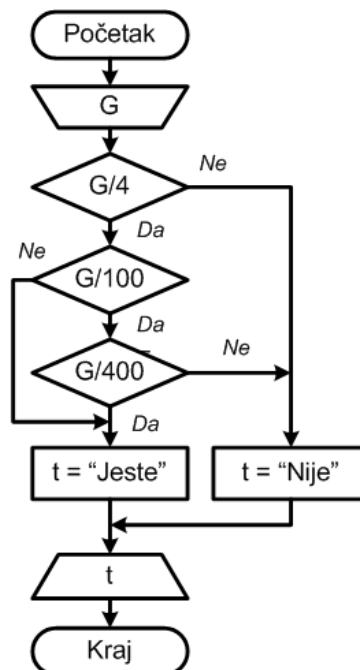 Početak
G
G/4
Ne
Da
Ne
G/100
Da
G/400
Ne
Da
t = “Jeste”
t = “Nije”
t
Kraj